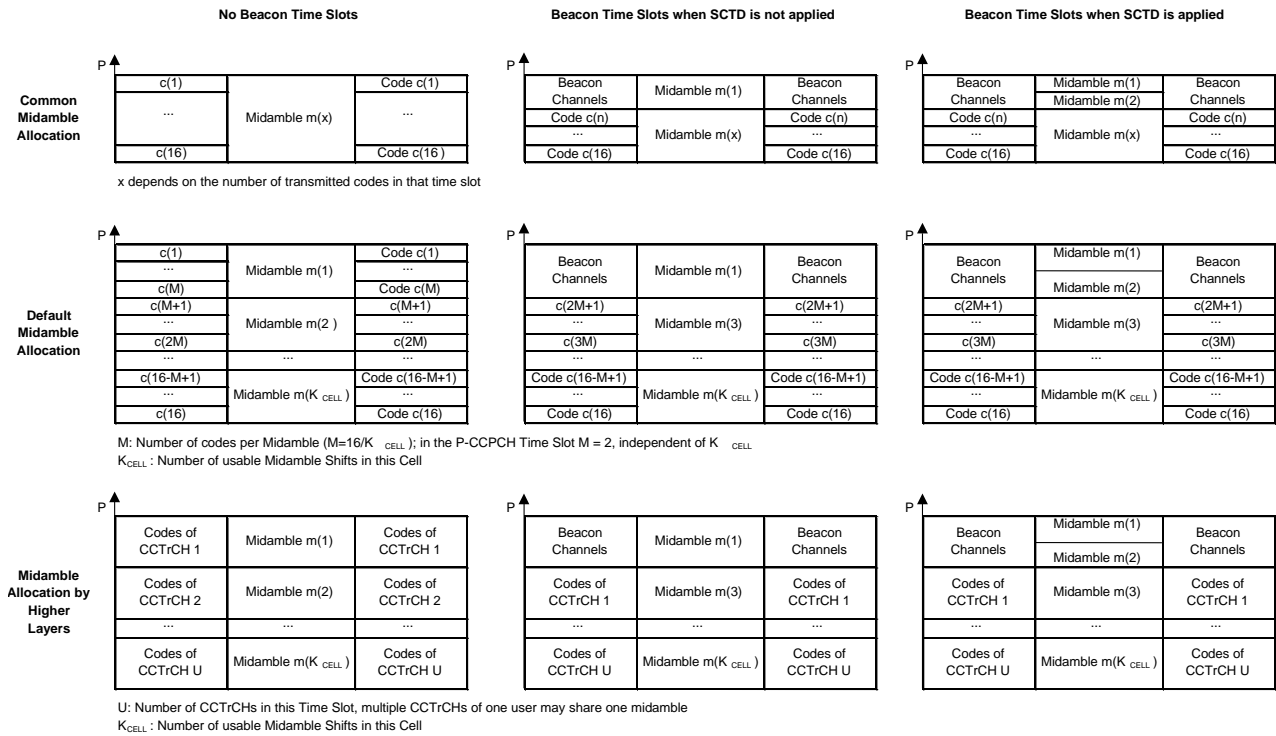 No Beacon Time Slots
Beacon Time Slots when SCTD is not applied
Beacon Time Slots when SCTD is applied
Common
Midamble
Allocation
P
c(1)
...
c(16)
Midamble m(x)
Code c(1)
...
Code c(16)
P
Beacon
Channels
Code c(n)
...
Code c(16)
Midamble m(1)
Midamble m(x)
Beacon
Channels
Code c(n)
...
Code c(16)
P
Beacon
Channels
Code c(n)
...
Code c(16)
Midamble m(1)
Midamble m(2)
Midamble m(x)
Beacon
Channels
Code c(n)
...
Code c(16)
x depends on the number of transmitted codes in that time slot
Default
Midamble
Allocation
P
c(1)
...
c(M)
c(M+1)
...
c(2M)
...
c(16-M+1)
...
c(16)
Midamble m(1)
Midamble m(2 )
...
Midamble m(K CELL )
Code c(1)
...
Code c(M)
c(M+1)
...
c(2M)
...
Code c(16-M+1)
...
Code c(16)
P
Beacon
Channels
c(2M+1)
...
c(3M)
...
Code c(16-M+1)
...
Code c(16)
Midamble m(1)
Midamble m(3)
...
Midamble m(K CELL )
Beacon
Channels
c(2M+1)
...
c(3M)
...
Code c(16-M+1)
...
Code c(16)
P
Beacon
Channels
c(2M+1)
...
c(3M)
...
Code c(16-M+1)
...
Code c(16)
Midamble m(1)
Midamble m(2)
Midamble m(3)
...
Midamble m(K CELL )
Beacon
Channels
c(2M+1)
...
c(3M)
...
Code c(16-M+1)
...
Code c(16)
M: Number of codes per Midamble (M=16/K CELL ); in the P-CCPCH Time Slot M = 2, independent of K CELL
KCELL : Number of usable Midamble Shifts in this Cell
Midamble
Allocation by
Higher
Layers
P
Codes of
CCTrCH 1
Codes of
CCTrCH 2
...
Codes of
CCTrCH U
Midamble m(1)
Midamble m(2)
...
Midamble m(K CELL )
Codes of
CCTrCH 1
Codes of
CCTrCH 2
...
Codes of
CCTrCH U
P
Beacon
Channels
Codes of
CCTrCH 1
...
Codes of
CCTrCH U
Midamble m(1)
Midamble m(3)
...
Midamble m(K CELL )
Beacon
Channels
Codes of
CCTrCH 1
...
Codes of
CCTrCH U
P
Beacon
Channels
Codes of
CCTrCH 1
...
Codes of
CCTrCH U
Midamble m(1)
Midamble m(2)
Midamble m(3)
...
Midamble m(K CELL )
Beacon
Channels
Codes of
CCTrCH 1
...
Codes of
CCTrCH U
U: Number of CCTrCHs in this Time Slot, multiple CCTrCHs of one user may share one midamble
KCELL : Number of usable Midamble Shifts in this Cell